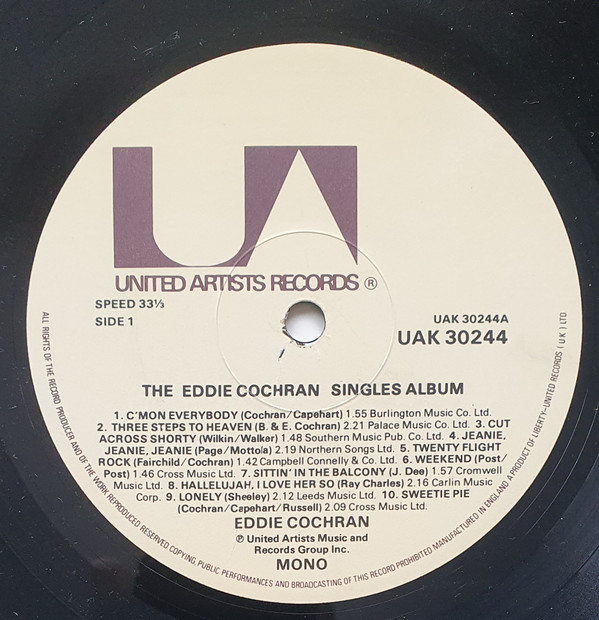 UA
UNITED ARTISTS RECORDS ®
SPEED 33⅓
SIDE 1
UAK 30244A
UAK 30244
THE EDDIE COCHRAN SINGLES ALBUM
1. C'MON EVERYBODY (Cochran/Capehart) 1.55 Burlington Music Co. Ltd.
2. THREE STEPS TO HEAVEN (B. & E. Cochran) 2.21 Palace Music Co. Ltd. 3. CUT
ACROSS SHORTY (Wilkin/Walker) 1.48 Southern Music Pub. Co. Ltd. 4. JEANIE,
JEANIE, JEANIE (Page/Mottola) 2.19 Northern Songs Ltd. 5. TWENTY FLIGHT
ROCK (Fairchild/Cochran) 1.42 Campbell Connelly & Co. Ltd. 6. WEEKEND (Post/
Post) 1.46 Cross Music Ltd. 7. SITTIN' IN THE BALCONY (J. Dee) 1.57 Cromwell
Music Ltd. 8. HALLELUJAH, I LOVE HER SO (Ray Charles) 2.16 Carlin Music
Corp. 9. LONELY (Sheeley) 2.12 Leeds Music Ltd. 10. SWEETIE PIE
(Cochran/Capehart/Russell) 2.09 Cross Music Ltd.
EDDIE COCHRAN
℗ United Artists Music and
Records Group Inc.
MONO
ALL RIGHTS OF THE RECORD PRODUCER AND OF THE WORK REPRODUCED RESERVED COPYING, PUBLIC PERFORMANCES AND BROADCASTING OF THIS RECORD PROHIBITED MANUFACTURED IN ENGLAND A PRODUCT OF LIBERTY-UNITED RECORDS (UK) LTD